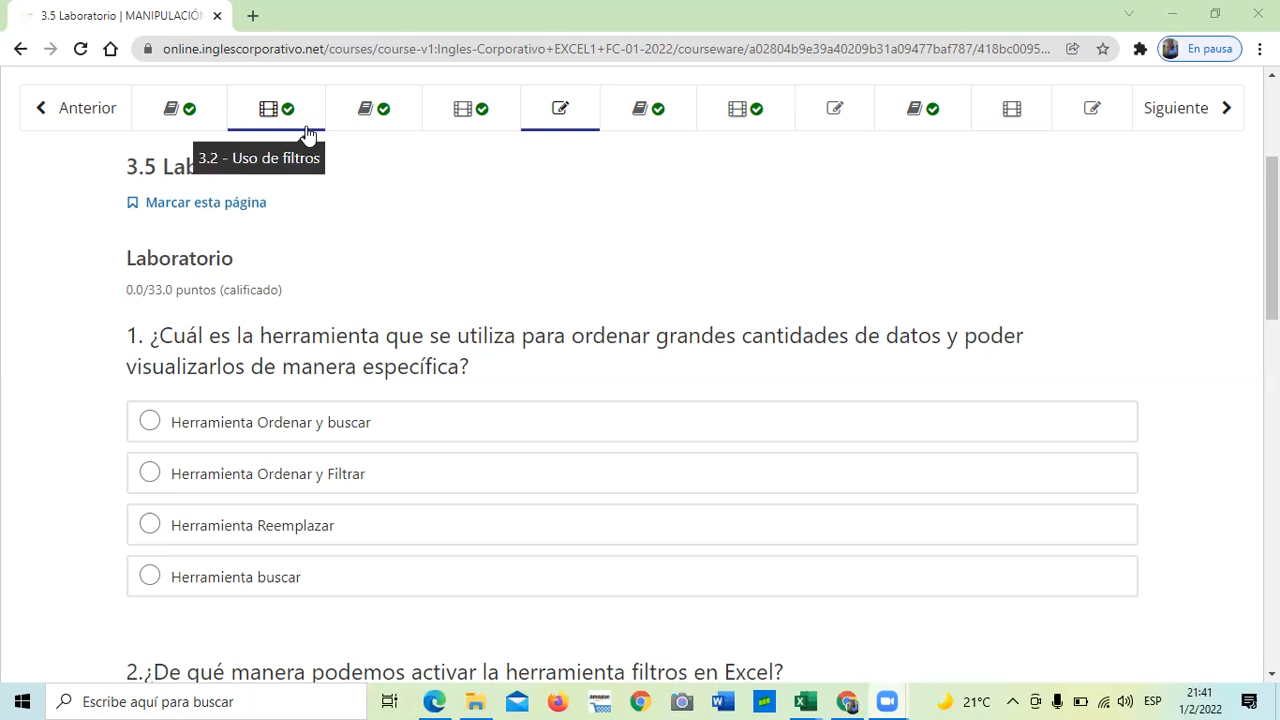 3.5 Laboratorio | MANIPULACIÓN
online.inglescorporativo.net/courses/course-v1:Ingles-Corporativo+EXCEL1+FC-01-2022/courseware/a02804b9e39a40209b31a09477baf787/418bc0095...
En pausa
Anterior
Siguiente
3.2 - Uso de filtros
3.5 Lab
Marcar esta página
Laboratorio
0.0/33.0 puntos (calificado)
1. ¿Cuál es la herramienta que se utiliza para ordenar grandes cantidades de datos y poder
visualizarlos de manera específica?
Herramienta Ordenar y buscar
Herramienta Ordenar y Filtrar
Herramienta Reemplazar
Herramienta buscar
2.¿De qué manera podemos activar la herramienta filtros en Excel?
Escribe aquí para buscar
21°C
ESP
21:41
1/2/2022